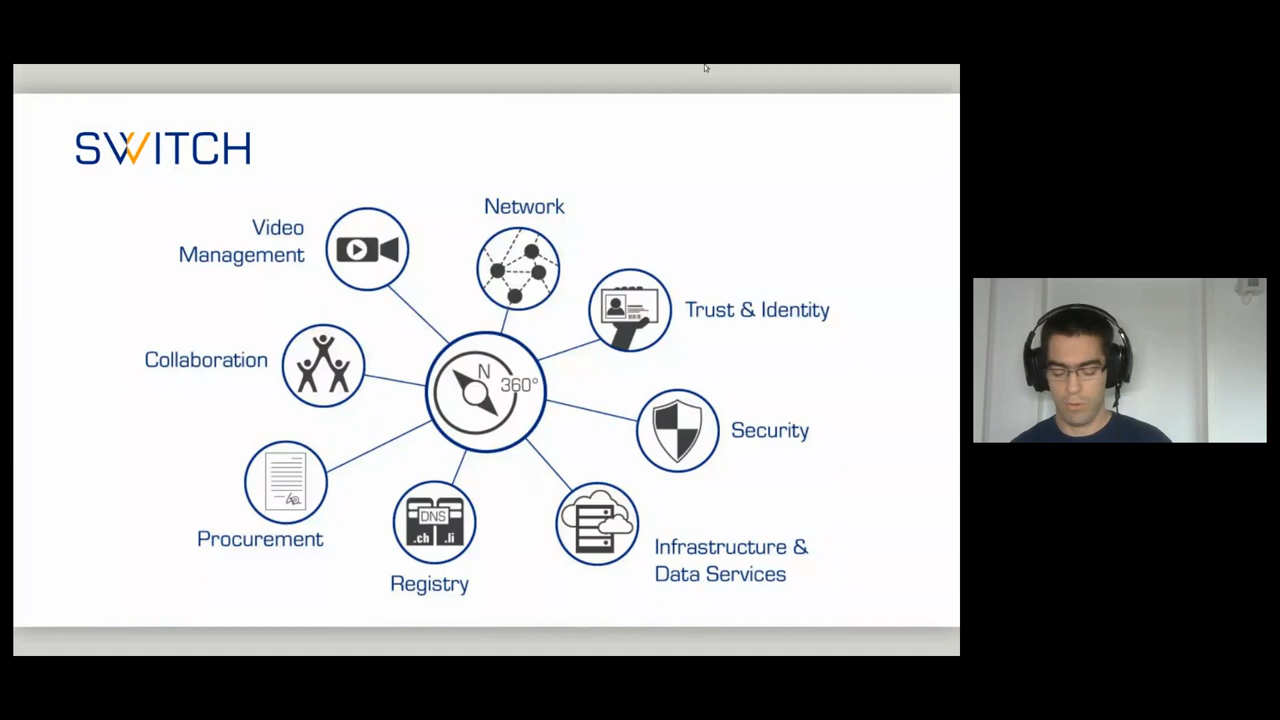 SWITCH
Network
Video
Management
Trust & Identity
Collaboration
N
360°
Security
Procurement
DNS
.ch .li
Registry
Infrastructure &
Data Services